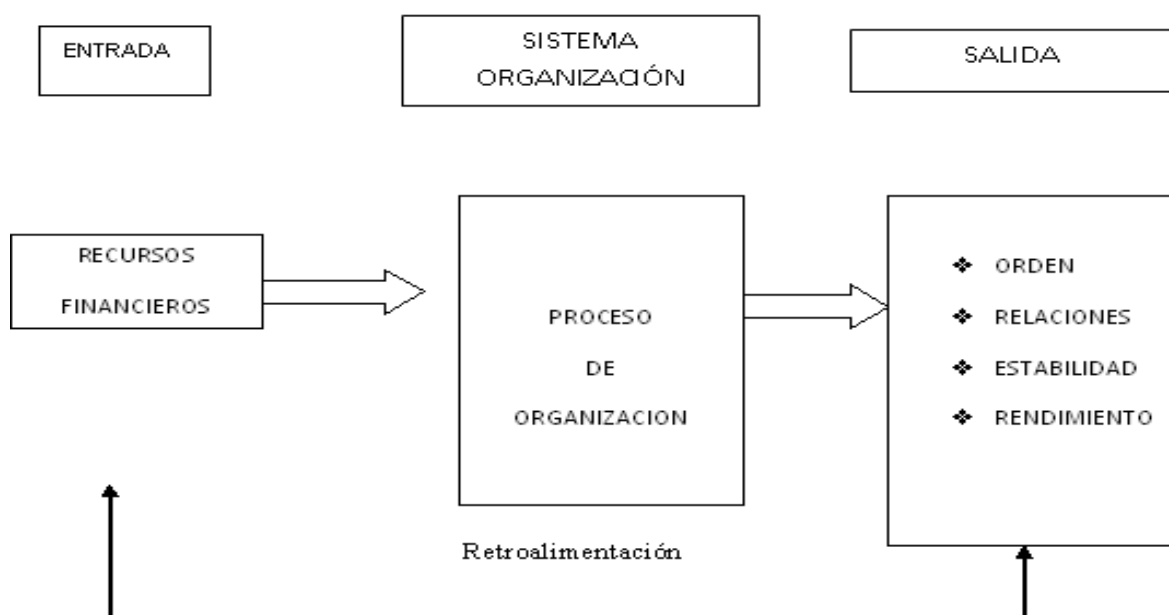 ENTRADA
SISTEMA
ORGANIZACIÓN
SALIDA
RECURSOS
FINANCIEROS
PROCESO
DE
ORGANIZACION
❖ ORDEN
❖ RELACIONES
❖ ESTABILIDAD
❖ RENDIMIENTO
Retroalimentación